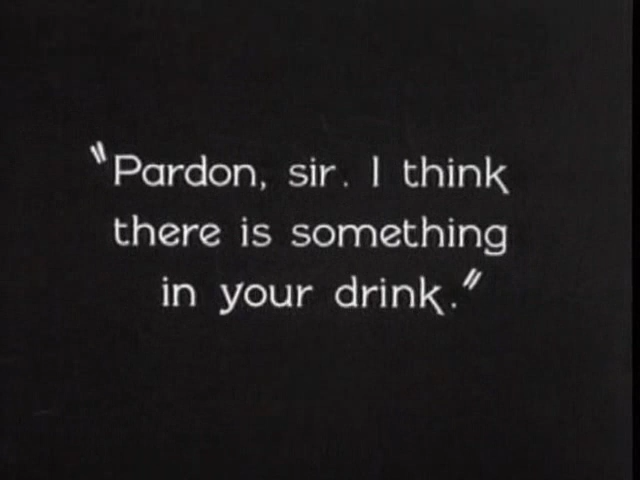 "Pardon, sir. I think
there is something
in your drink."